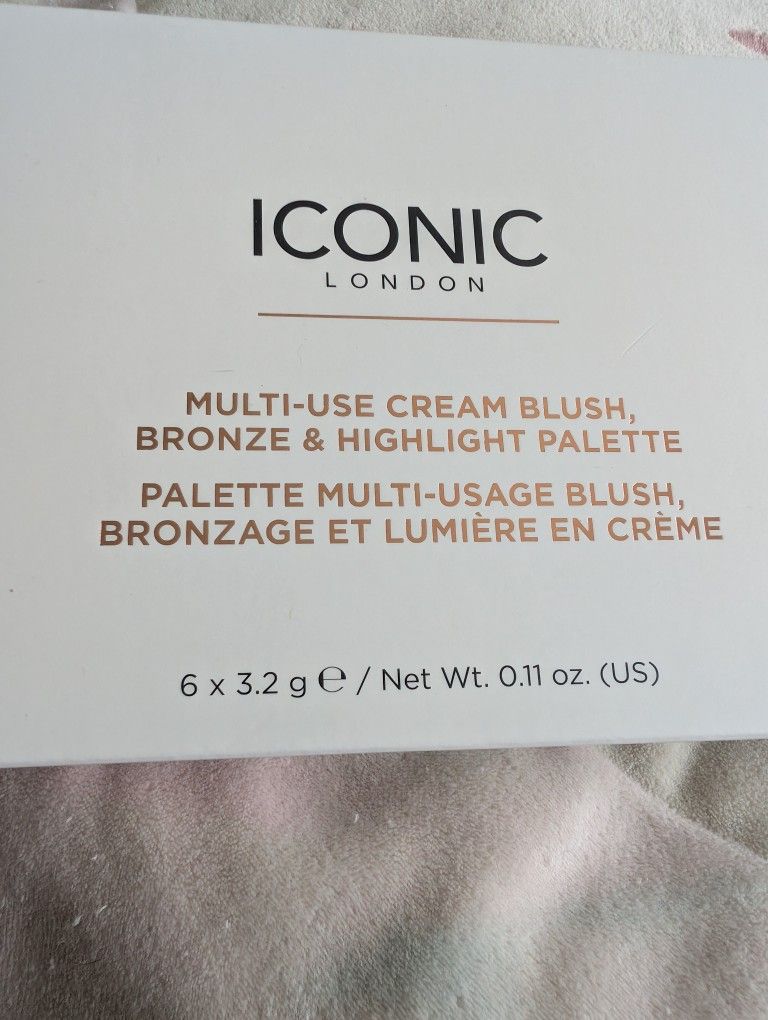 ICONIC
LONDON
MULTI-USE CREAM BLUSH,
BRONZE & HIGHLIGHT PALETTE
PALETTE MULTI-USAGE BLUSH,
BRONZAGE ET LUMIÈRE EN CRÈME
6 x 3.2 g ℮ / Net Wt. 0.11 oz. (US)